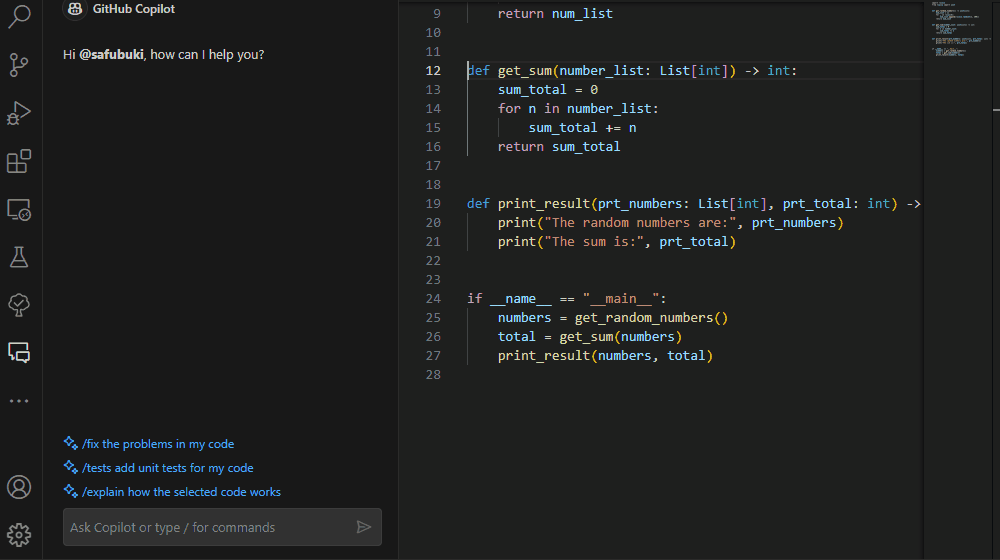 GitHub Copilot
Hi @safubuki, how can I help you?
/fix the problems in my code
/tests add unit tests for my code
/explain how the selected code works
Ask Copilot or type / for commands
9 return num_list
10
11
12 def get_sum(number_list: List[int]) -> int:
13 sum_total = 0
14 for n in number_list:
15 sum_total += n
16 return sum_total
17
18
19 def print_result(prt_numbers: List[int], prt_total: int) ->
20 print("The random numbers are:", prt_numbers)
21 print("The sum is:", prt_total)
22
23
24 if __name__ == "__main__":
25 numbers = get_random_numbers()
26 total = get_sum(numbers)
27 print_result(numbers, total)
28